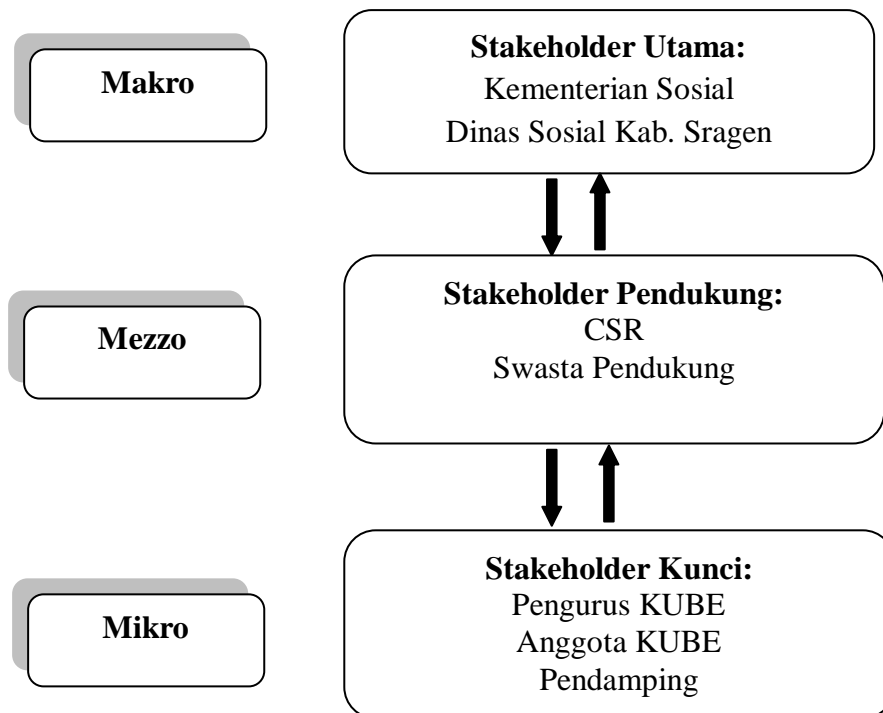 Makro
Stakeholder Utama:
Kementerian Sosial
Dinas Sosial Kab. Sragen
Mezzo
Stakeholder Pendukung:
CSR
Swasta Pendukung
Mikro
Stakeholder Kunci:
Pengurus KUBE
Anggota KUBE
Pendamping